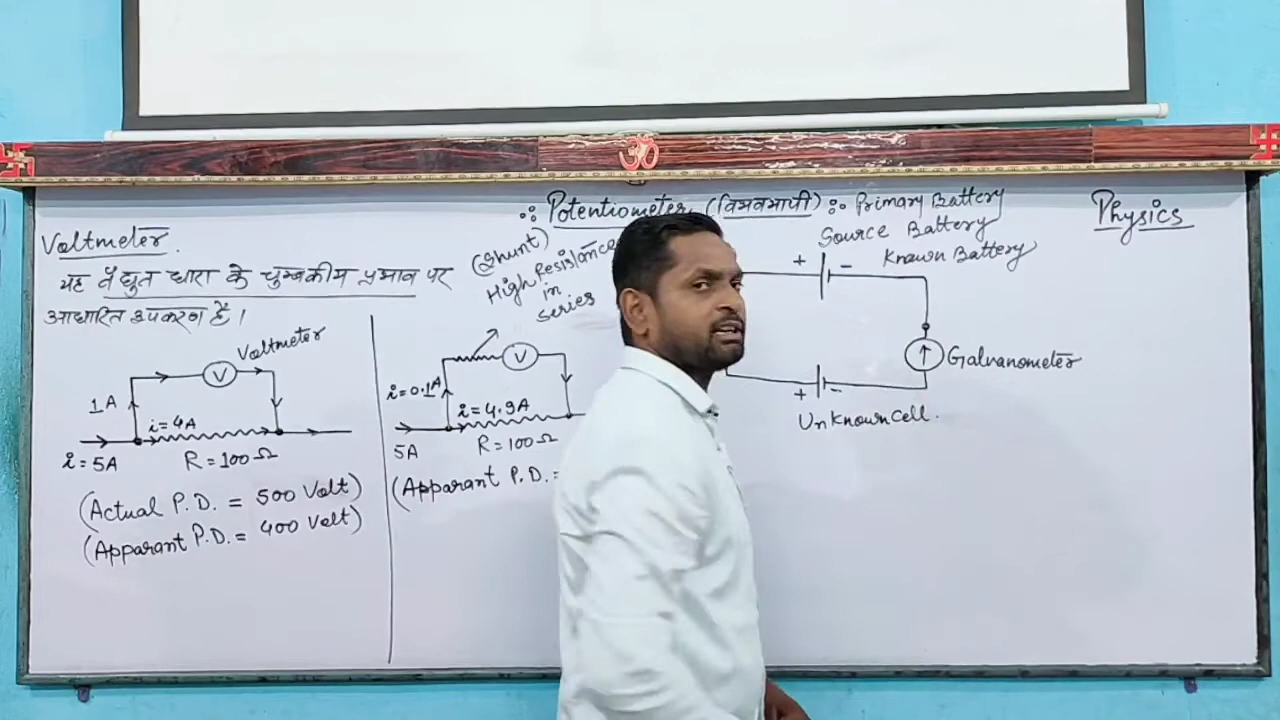 ॐ
∴ Potentiometer (विभवमापी) :- Primary Battery
Source Battery
Known Battery
Physics
Voltmeter.
यह वैद्युत धारा के चुम्बकीय प्रभाव पर
आधारित उपकरण है।
Voltmeter
V
1A
i=4A
i=5A
R=100Ω
(Actual P.D. = 500 Volt)
(Apparant P.D. = 400 Volt)
(Shunt)
High Resistance
in
series
V
i=0.1A
i=4.9A
5A
R=100Ω
(Apparant P.D. =
+ -
Galvanometer
+ -
UnKnown Cell.